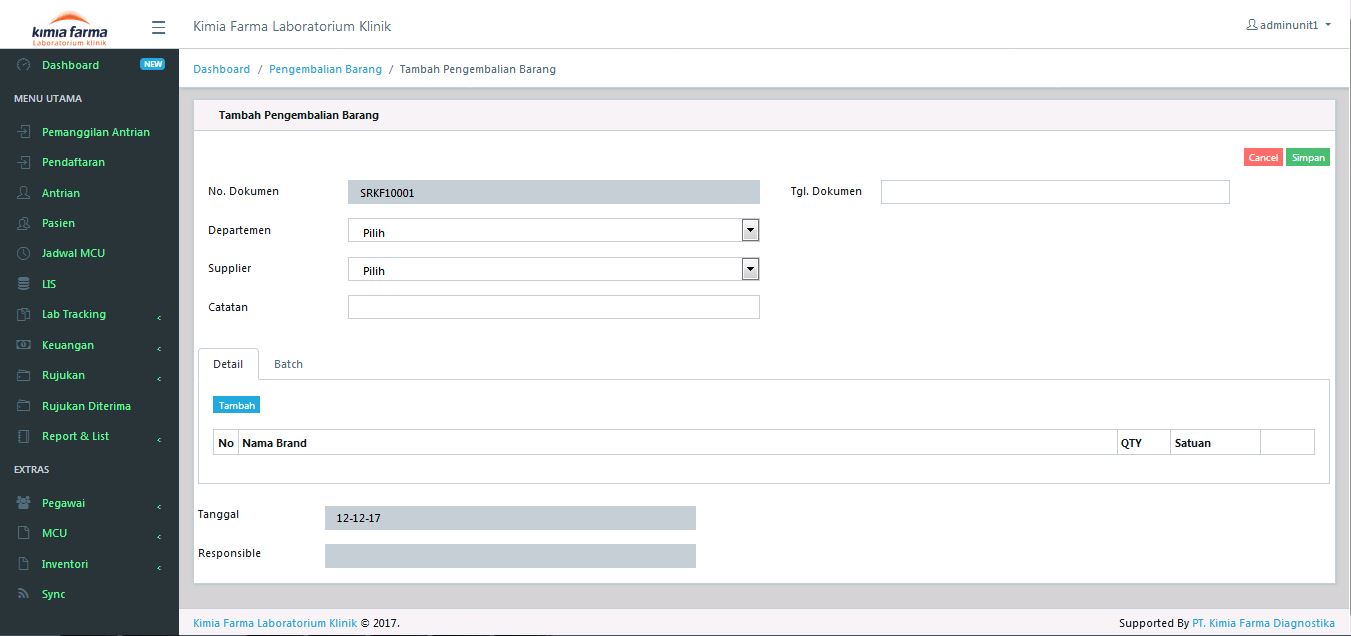 kimia farma
Laboratorium Klinik
Kimia Farma Laboratorium Klinik
adminunit1
Dashboard NEW
MENU UTAMA
Pemanggilan Antrian
Pendaftaran
Antrian
Pasien
Jadwal MCU
LIS
Lab Tracking
Keuangan
Rujukan
Rujukan Diterima
Report & List
EXTRAS
Pegawai
MCU
Inventori
Sync
Dashboard / Pengembalian Barang / Tambah Pengembalian Barang
Tambah Pengembalian Barang
Cancel Simpan
No. Dokumen SRKF10001 Tgl. Dokumen
Departemen Pilih
Supplier Pilih
Catatan
Detail Batch
Tambah
No Nama Brand QTY Satuan
Tanggal 12-12-17
Responsible
Kimia Farma Laboratorium Klinik © 2017. Supported By PT. Kimia Farma Diagnostika